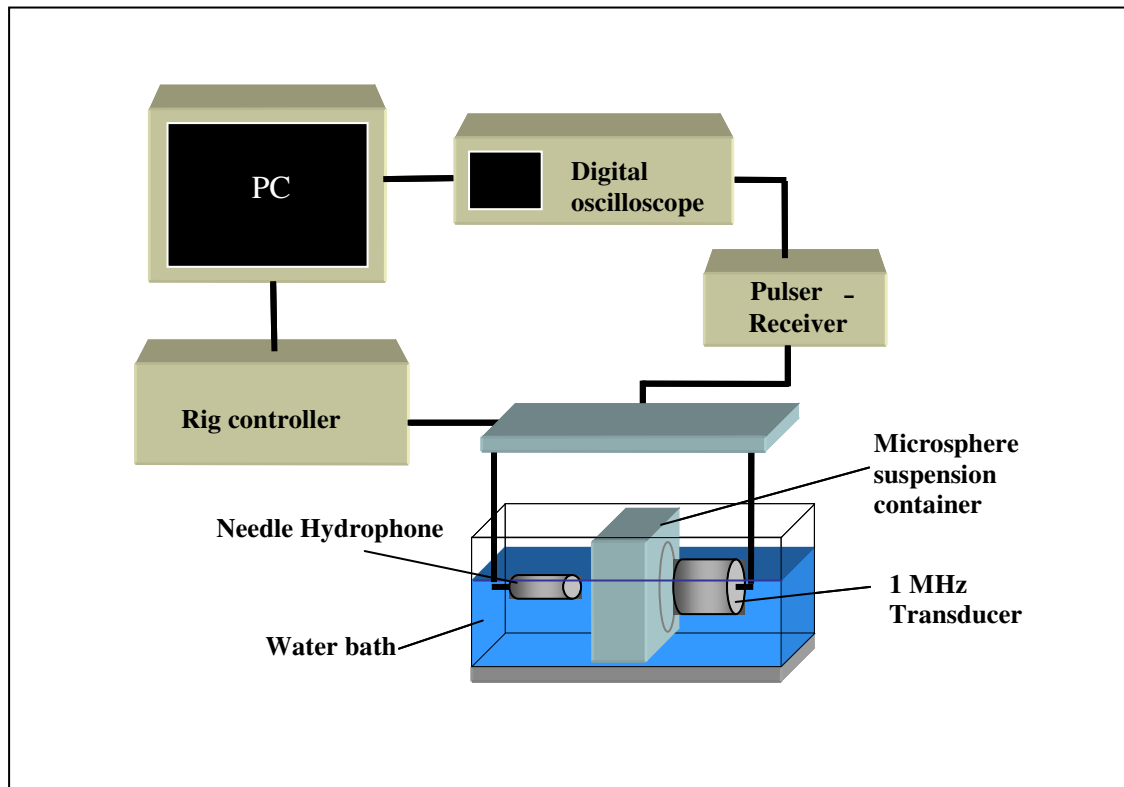 PC
Digital
oscilloscope
Pulser -
Receiver
Rig controller
Microsphere
suspension
container
Needle Hydrophone
1 MHz
Transducer
Water bath